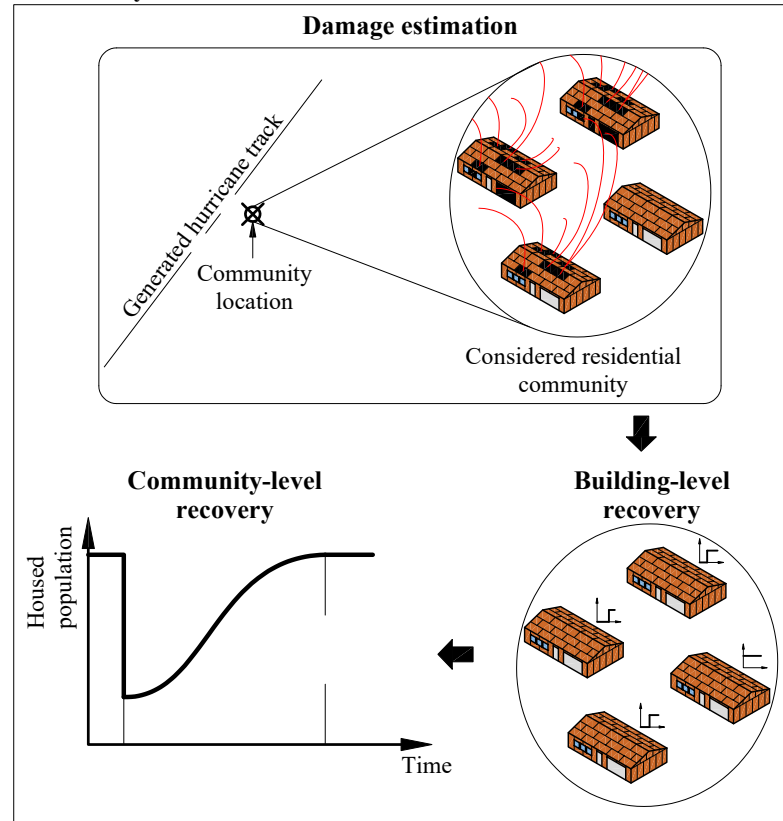 Damage estimation
Generated hurricane track
Community
location
Considered residential
community
Community-level
recovery
Building-level
recovery
Housed
population
Time